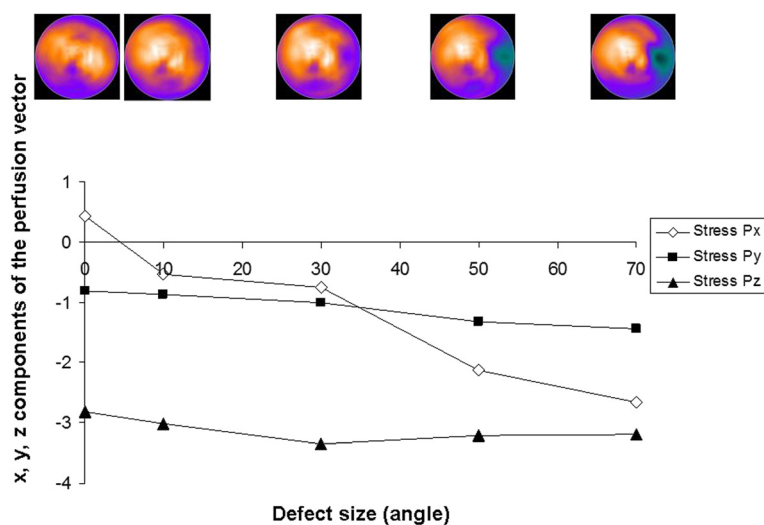 x, y, z components of the perfusion vector
1
0
-1
-2
-3
-4
0 10 20 30 40 50 60 70
Defect size (angle)
Stress Px
Stress Py
Stress Pz